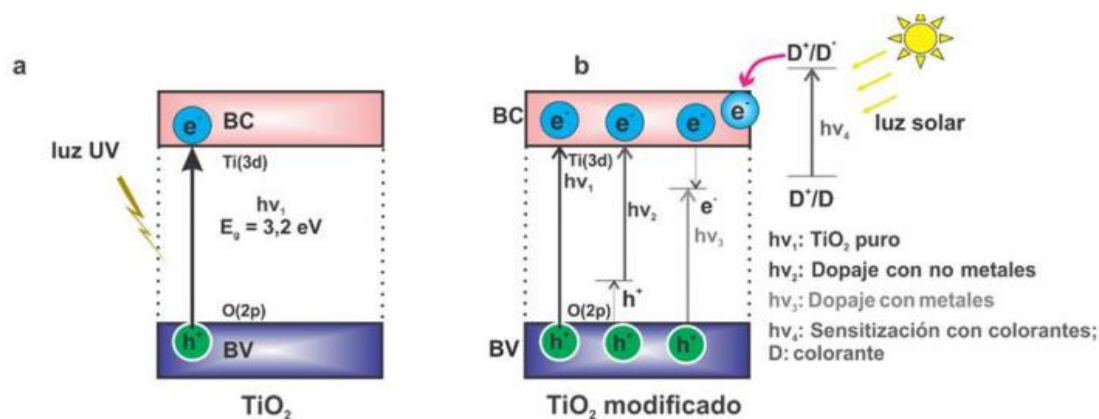 a
luz UV
e⁻
BC
Ti(3d)
hν₁
E_g = 3,2 eV
O(2p)
h⁺
BV
TiO₂
b
D⁺/D*
luz solar
hν₄
D⁺/D
e⁻
BC
e⁻
e⁻
e⁻
Ti(3d)
hν₁
hν₂
e⁻
hν₃
h⁺
O(2p)
BV
h⁺
h⁺
h⁺
TiO₂ modificado
hν₁: TiO₂ puro
hν₂: Dopaje con no metales
hν₃: Dopaje con metales
hν₄: Sensitización con colorantes;
D: colorante